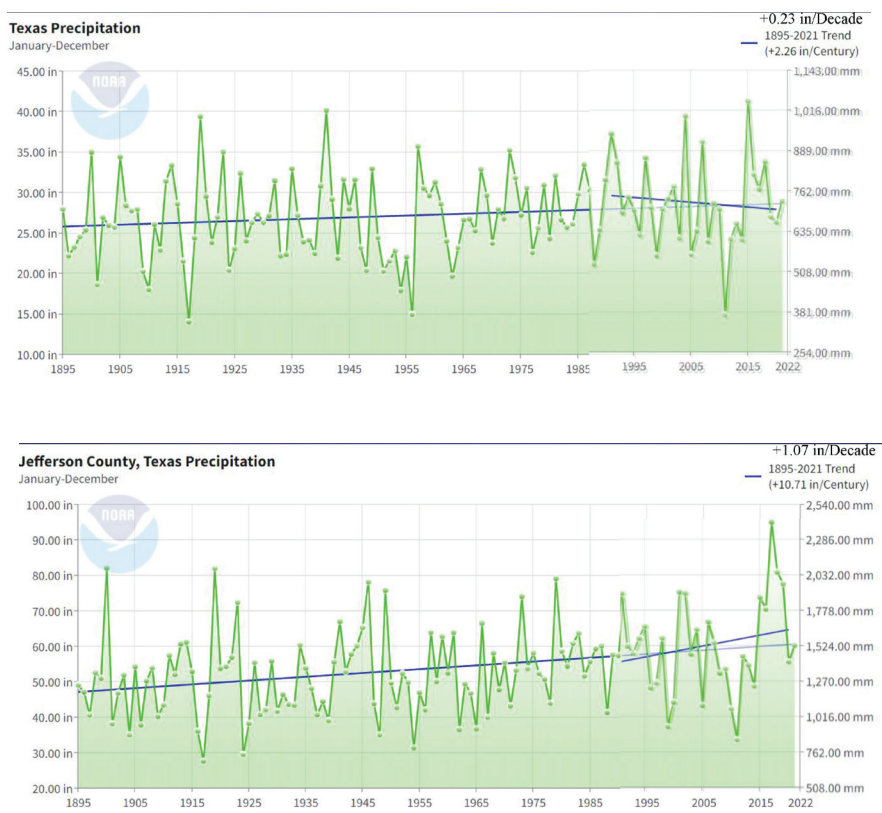 +0.23 in/Decade
Texas Precipitation
January-December
1895-2021 Trend
(+2.26 in/Century)
NOAA
45.00 in
40.00 in
35.00 in
30.00 in
25.00 in
20.00 in
15.00 in
10.00 in
1,143.00 mm
1,016.00 mm
889.00 mm
762.00 mm
635.00 mm
508.00 mm
381.00 mm
254.00 mm
1895 1905 1915 1925 1935 1945 1955 1965 1975 1985 1995 2005 2015 2022
+1.07 in/Decade
Jefferson County, Texas Precipitation
January-December
1895-2021 Trend
(+10.71 in/Century)
NOAA
100.00 in
90.00 in
80.00 in
70.00 in
60.00 in
50.00 in
40.00 in
30.00 in
20.00 in
2,540.00 mm
2,286.00 mm
2,032.00 mm
1,778.00 mm
1,524.00 mm
1,270.00 mm
1,016.00 mm
762.00 mm
508.00 mm
1895 1905 1915 1925 1935 1945 1955 1965 1975 1985 1995 2005 2015 2022